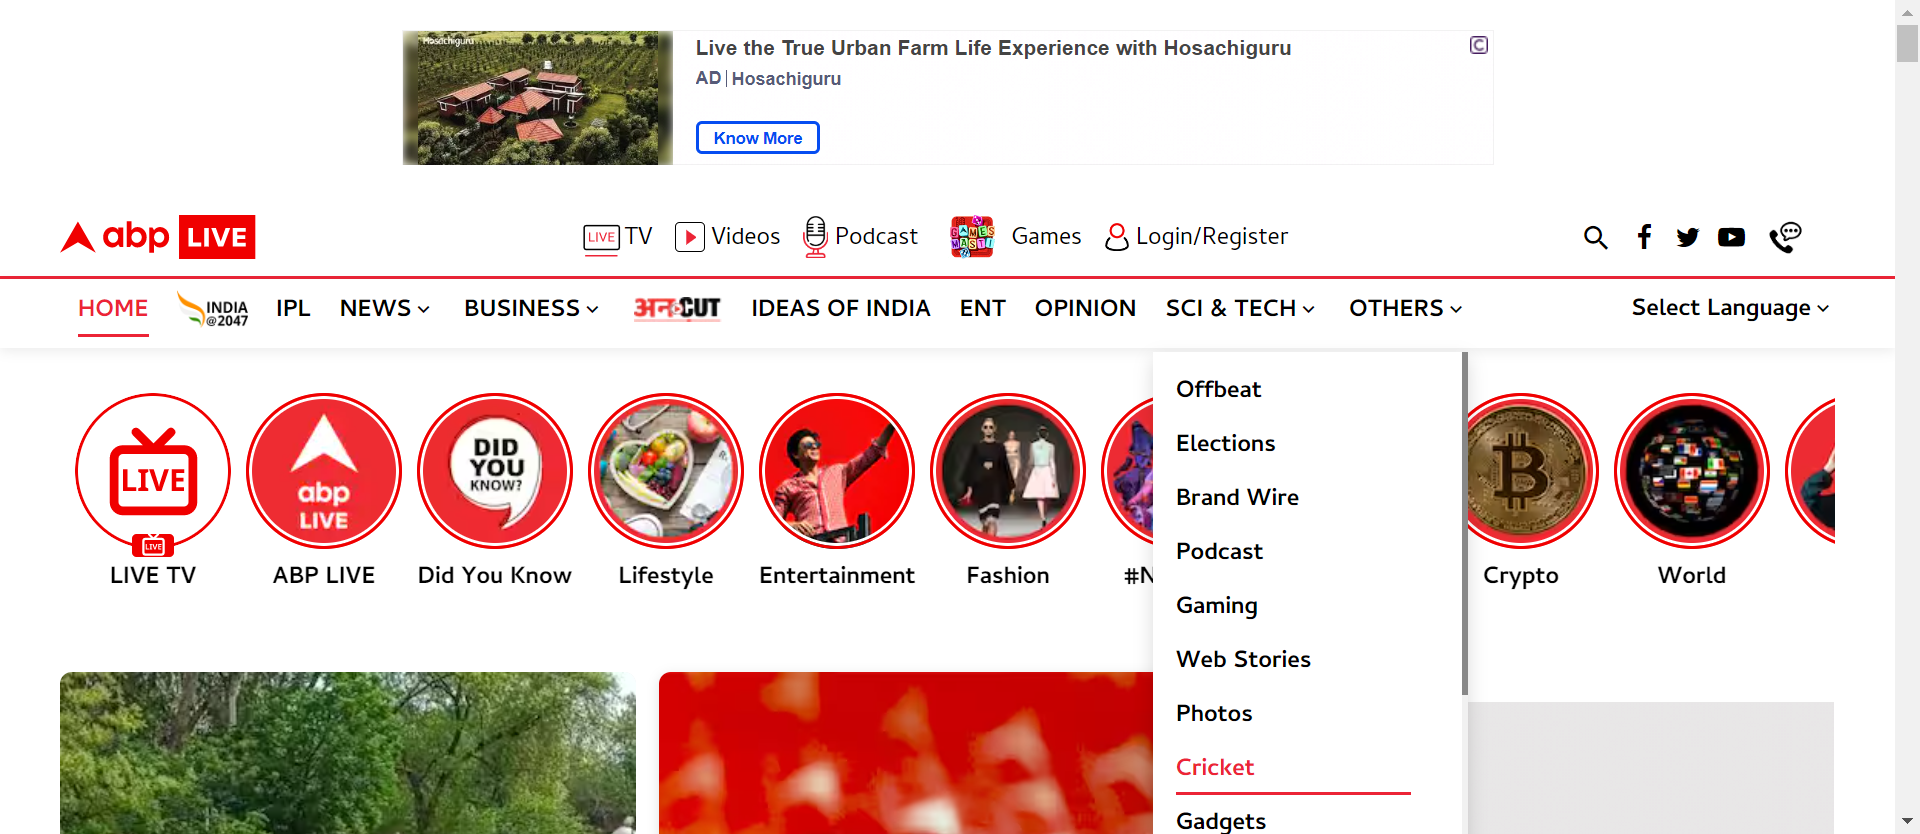 Hosachiguru
Live the True Urban Farm Life Experience with Hosachiguru
AD | Hosachiguru
Know More
abp LIVE
LIVE TV
Videos
Podcast
GAMES MASTI
Games
Login/Register
HOME
INDIA @2047
IPL
NEWS
BUSINESS
अनCUT
IDEAS OF INDIA
ENT
OPINION
SCI & TECH
OTHERS
Select Language
Offbeat
Elections
Brand Wire
Podcast
Gaming
Web Stories
Photos
Cricket
Gadgets
LIVE
LIVE
LIVE TV
abp
LIVE
ABP LIVE
DID
YOU
KNOW?
Did You Know
Lifestyle
Entertainment
Fashion
#N
Crypto
World